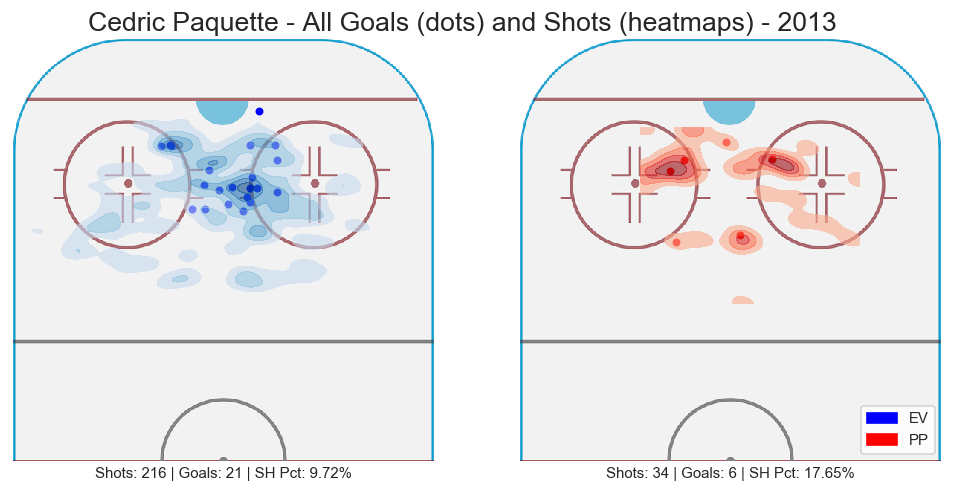 Cedric Paquette - All Goals (dots) and Shots (heatmaps) - 2013
EV
PP
Shots: 216 | Goals: 21 | SH Pct: 9.72%
Shots: 34 | Goals: 6 | SH Pct: 17.65%